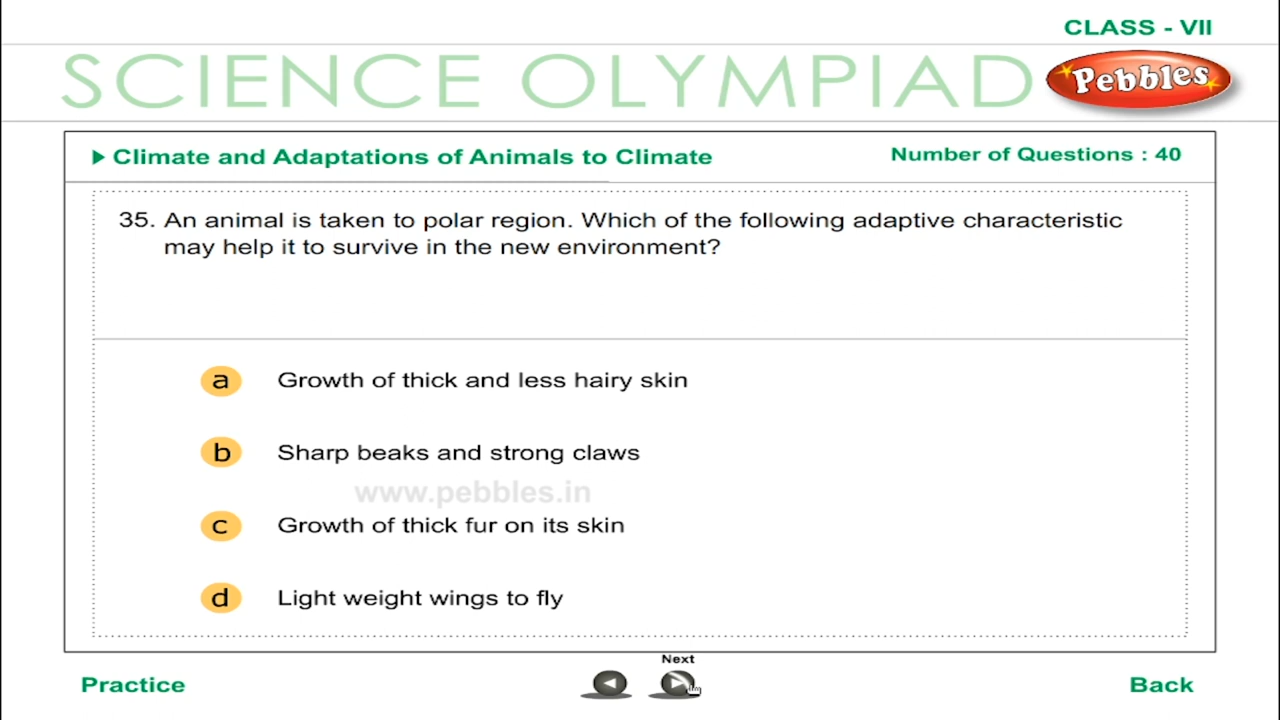 CLASS - VII
SCIENCE OLYMPIAD
Pebbles
Climate and Adaptations of Animals to Climate
Number of Questions : 40
35. An animal is taken to polar region. Which of the following adaptive characteristic
may help it to survive in the new environment?
a Growth of thick and less hairy skin
b Sharp beaks and strong claws
www.pebbles.in
c Growth of thick fur on its skin
d Light weight wings to fly
Next
Practice
Back